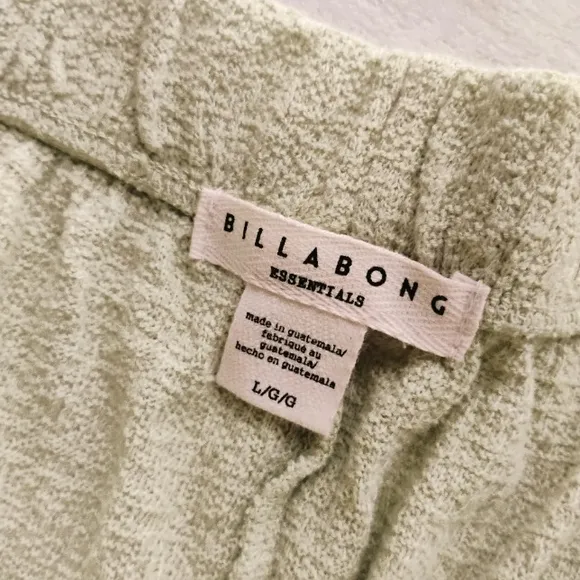 BILLABONG
ESSENTIALS
made in guatemala/
fabriqué au
guatemala/
hecho en guatemala
L/G/G